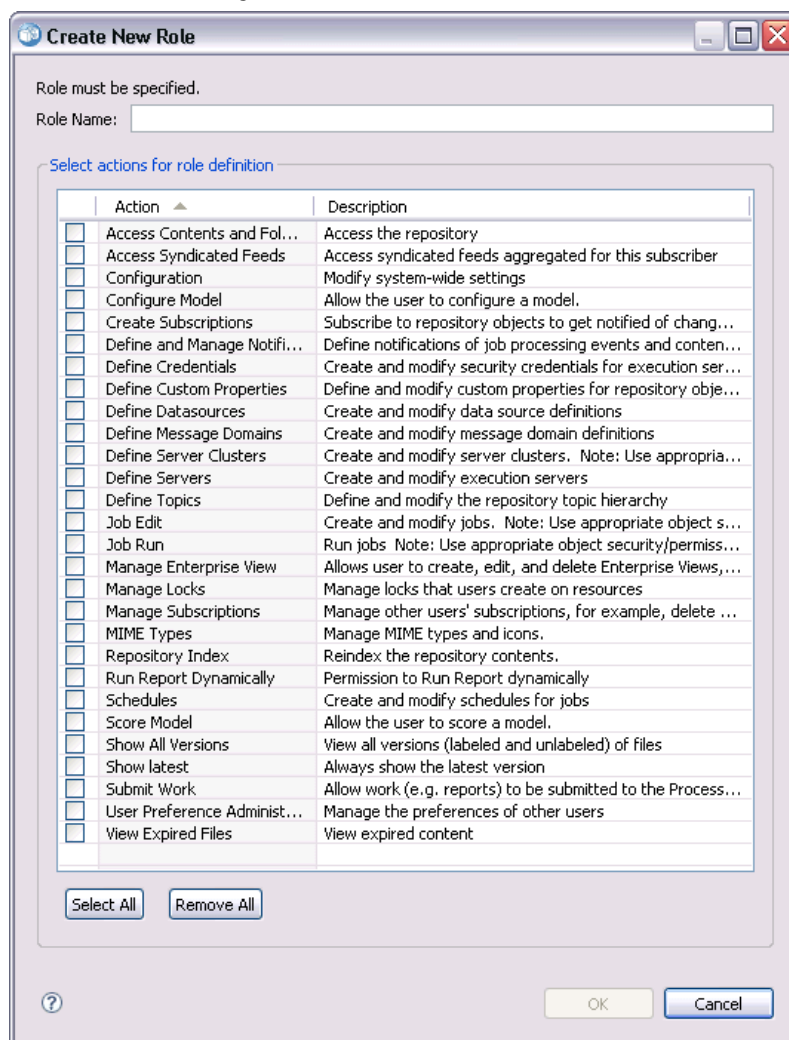 Create New Role
Role must be specified.
Role Name:
Select actions for role definition
Action Description
Access Contents and Fol... Access the repository
Access Syndicated Feeds Access syndicated feeds aggregated for this subscriber
Configuration Modify system-wide settings
Configure Model Allow the user to configure a model.
Create Subscriptions Subscribe to repository objects to get notified of chang...
Define and Manage Notifi... Define notifications of job processing events and conten...
Define Credentials Create and modify security credentials for execution ser...
Define Custom Properties Define and modify custom properties for repository obje...
Define Datasources Create and modify data source definitions
Define Message Domains Create and modify message domain definitions
Define Server Clusters Create and modify server clusters. Note: Use appropria...
Define Servers Create and modify execution servers
Define Topics Define and modify the repository topic hierarchy
Job Edit Create and modify jobs. Note: Use appropriate object s...
Job Run Run jobs Note: Use appropriate object security/permiss...
Manage Enterprise View Allows user to create, edit, and delete Enterprise Views,...
Manage Locks Manage locks that users create on resources
Manage Subscriptions Manage other users' subscriptions, for example, delete ...
MIME Types Manage MIME types and icons.
Repository Index Reindex the repository contents.
Run Report Dynamically Permission to Run Report dynamically
Schedules Create and modify schedules for jobs
Score Model Allow the user to score a model.
Show All Versions View all versions (labeled and unlabeled) of files
Show latest Always show the latest version
Submit Work Allow work (e.g. reports) to be submitted to the Process...
User Preference Administ... Manage the preferences of other users
View Expired Files View expired content
Select All Remove All
? OK Cancel